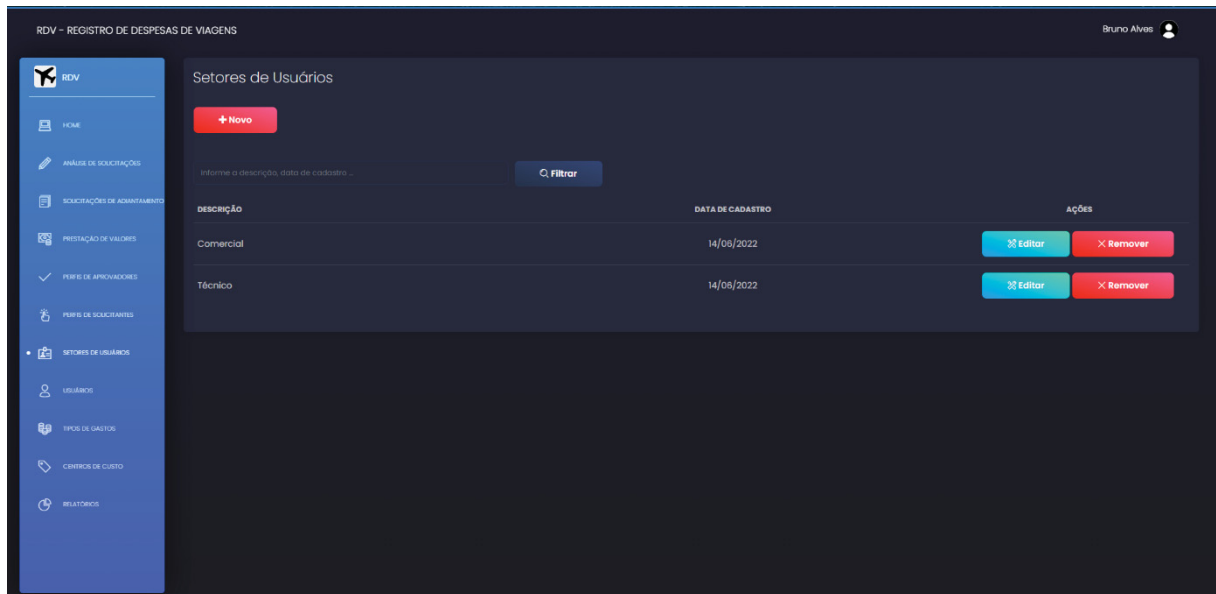 RDV - REGISTRO DE DESPESAS DE VIAGENS
Bruno Alves
RDV
HOME
ANÁLISE DE SOLICITAÇÕES
SOLICITAÇÕES DE ADIANTAMENTO
PRESTAÇÃO DE VALORES
PERFIS DE APROVADORES
PERFIS DE SOLICITANTES
SETORES DE USUÁRIOS
USUÁRIOS
TIPOS DE GASTOS
CENTROS DE CUSTO
RELATÓRIOS
Setores de Usuários
+ Novo
Informe a descrição, data de cadastro ...
Filtrar
DESCRIÇÃO DATA DE CADASTRO AÇÕES
Comercial 14/06/2022 Editar Remover
Técnico 14/06/2022 Editar Remover